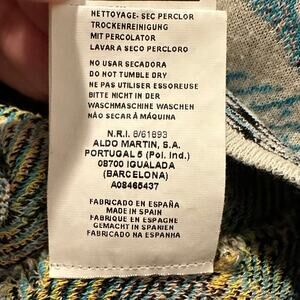 NETTOYAGE- SEC PERCLOR
TROCKENREINIGUNG
MIT PERCOLATOR
LAVAR A SECO PERCLORO
NO USAR SECADORA
DO NOT TUMBLE DRY
NE PAS UTILISER ESSOREUSE
BITTE NICHT IN DER
WASCHMASCHINE WASCHEN
NÃO SECAR À MÁQUINA
N.R.I. 8/61893
ALDO MARTIN, S.A.
PORTUGAL 5 (Pol. Ind.)
08700 IGUALADA
(BARCELONA)
A08465437
FABRICADO EN ESPAÑA
MADE IN SPAIN
FABRIQUE EN ESPAGNE
GEMACHT IN SPANIEN
FABRICADO NA ESPANHA